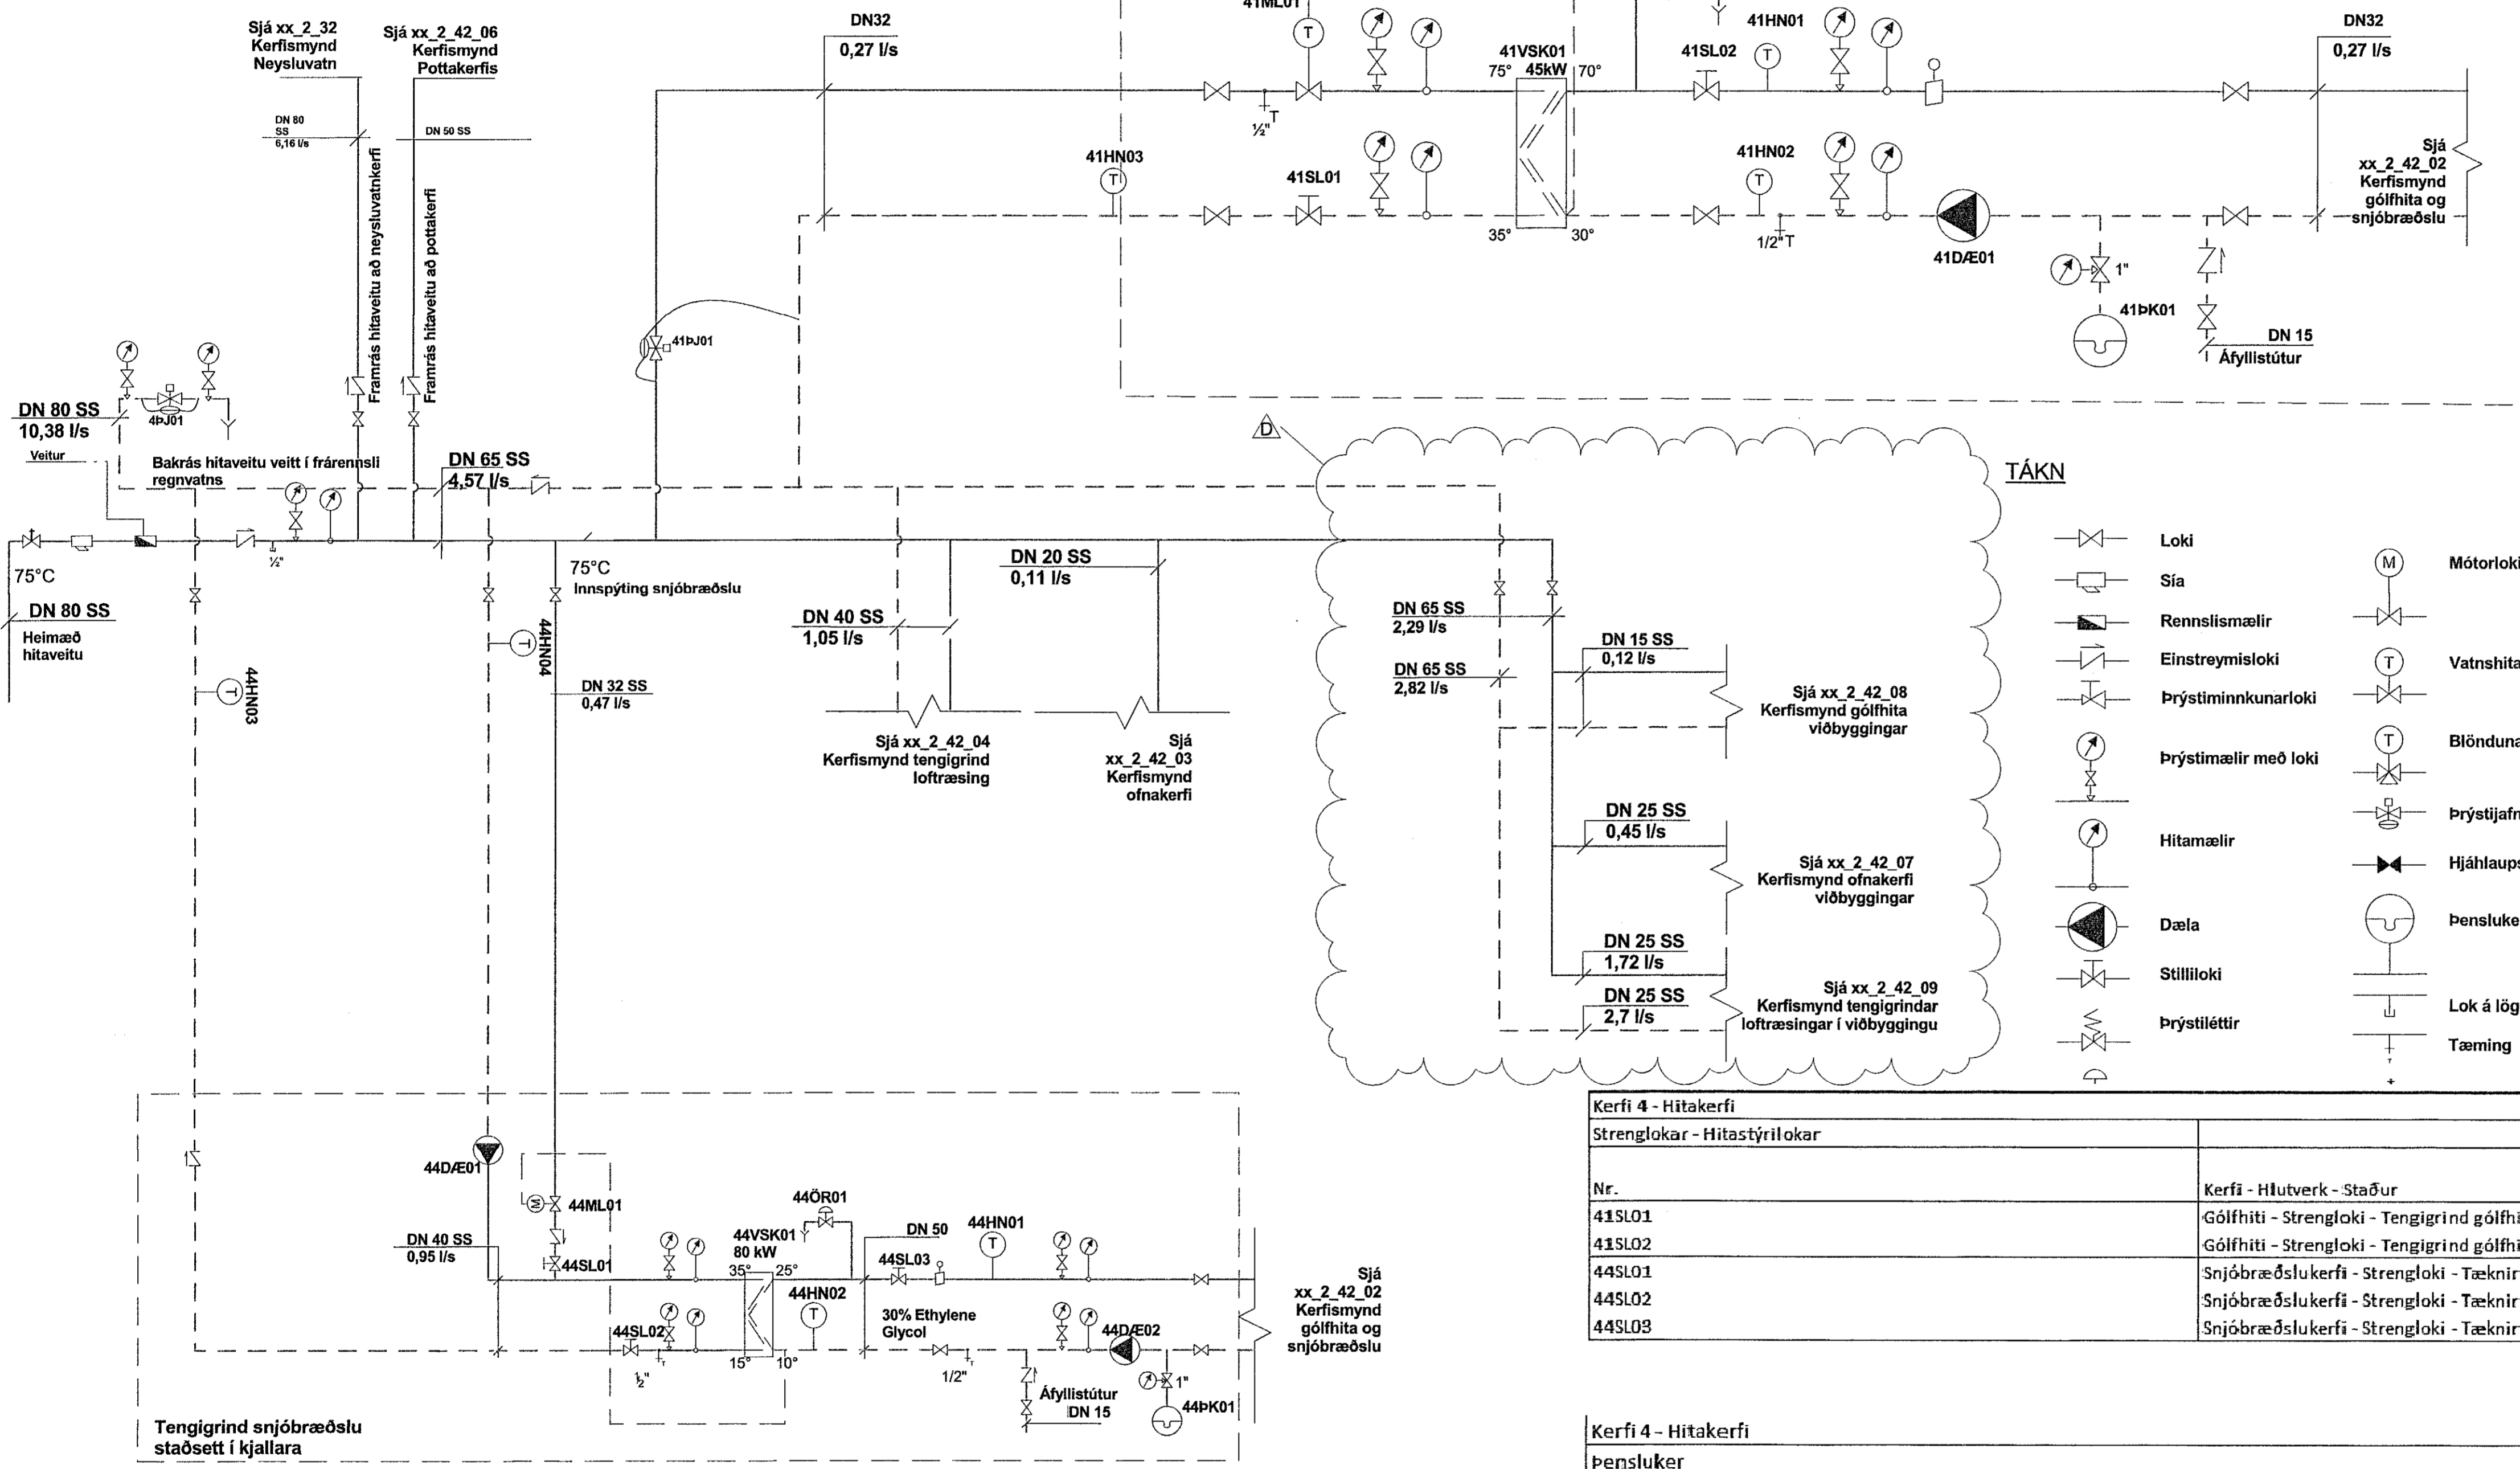 Sjá xx_2_32
Kerfismynd
Neysluvatn
Sjá xx_2_42_06
Kerfismynd
Pottakerfis
DN 80
SS
6,16 l/s
DN 50 SS
Framrás hitaveitu að neysluvatnkerfi
Framrás hitaveitu að pottakerfi
DN32
0,27 l/s
41ML01
½" T
41HN03
41SL01
41VSK01
45kW
75°
70°
35°
30°
41SL02
41HN01
41HN02
1/2" T
41DÆ01
1"
41ÞK01
DN 15
Áfyllistútur
DN32
0,27 l/s
Sjá
xx_2_42_02
Kerfismynd
gólfhita og
snjóbræðslu
41ÞJ01
4ÞJ01
DN 80 SS
10,38 l/s
Veitur
Bakrás hitaveitu veitt í frárennsli
regnvatns
DN 65 SS
4,57 l/s
½"
75°C
DN 80 SS
Heimæð
hitaveitu
75°C
Innspýting snjóbræðslu
44HN03
44HN04
DN 32 SS
0,47 l/s
DN 40 SS
1,05 l/s
DN 20 SS
0,11 l/s
Sjá xx_2_42_04
Kerfismynd tengigrind
loftræsing
Sjá
xx_2_42_03
Kerfismynd
ofnakerfi
D
DN 65 SS
2,29 l/s
DN 65 SS
2,82 l/s
DN 15 SS
0,12 l/s
Sjá xx_2_42_08
Kerfismynd gólfhita
viðbyggingar
DN 25 SS
0,45 l/s
Sjá xx_2_42_07
Kerfismynd ofnakerfi
viðbyggingar
DN 25 SS
1,72 l/s
DN 25 SS
2,7 l/s
Sjá xx_2_42_09
Kerfismynd tengigrindar
loftræsingar í viðbyggingu
TÁKN
Loki
Sía
Rennslismælir
Einstreymisloki
Þrýstiminnkunarloki
Þrýstimælir með loki
Hitamælir
Dæla
Stilliloki
Þrýstiléttir
M
Mótorloki
T
Vatnshita
T
Blönduna
Þrýstijafn
Hjáhlaups
Þensluke
Lok á lög
Tæming
44DÆ01
44ML01
M
44SL01
DN 40 SS
0,95 l/s
44VSK01
80 kW
35°
25°
15°
10°
44ÖR01
DN 50
44SL03
44HN01
44HN02
44SL02
½"
30% Ethylene
Glycol
1/2"
Áfyllistútur
DN 15
44DÆ02
1"
44ÞK01
Sjá
xx_2_42_02
Kerfismynd
gólfhita og
snjóbræðslu
Tengigrind snjóbræðslu
staðsett í kjallara
Kerfi 4 - Hitakerfi
Strenglokar - Hitastýrilokar
Nr.
Kerfi - Hlutverk - Staður
41SL01
Gólfhiti - Strengloki - Tengigrind gólfhi
41SL02
Gólfhiti - Strengloki - Tengigrind gólfhi
44SL01
Snjóbræðslukerfi - Strengloki - Tæknir
44SL02
Snjóbræðslukerfi - Strengloki - Tæknir
44SL03
Snjóbræðslukerfi - Strengloki - Tæknir
Kerfi 4 - Hitakerfi
Þensluker